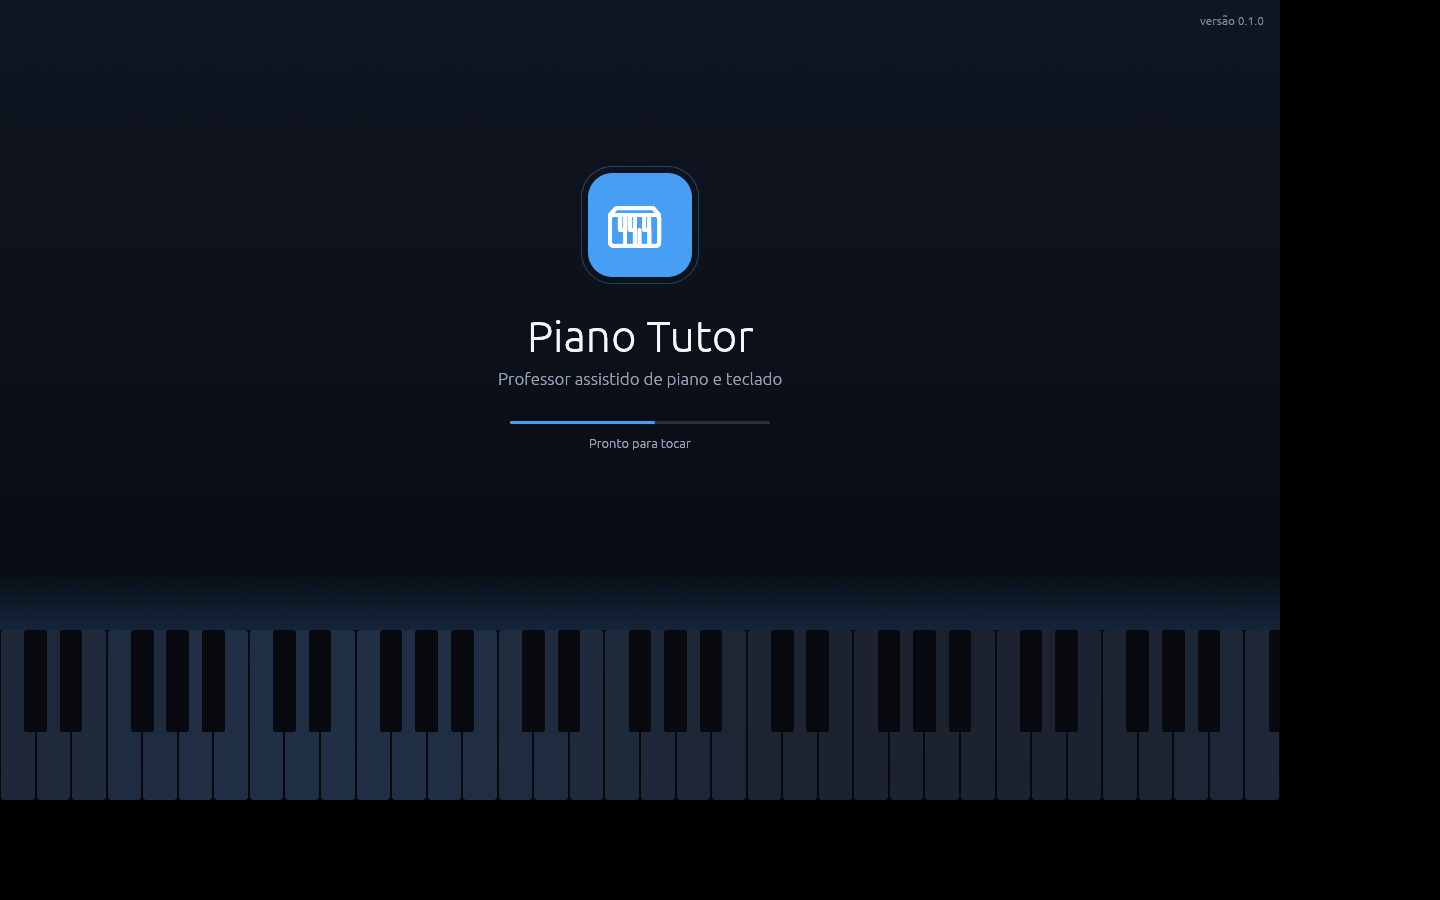 versão 0.1.0
Piano Tutor
Professor assistido de piano e teclado
Pronto para tocar